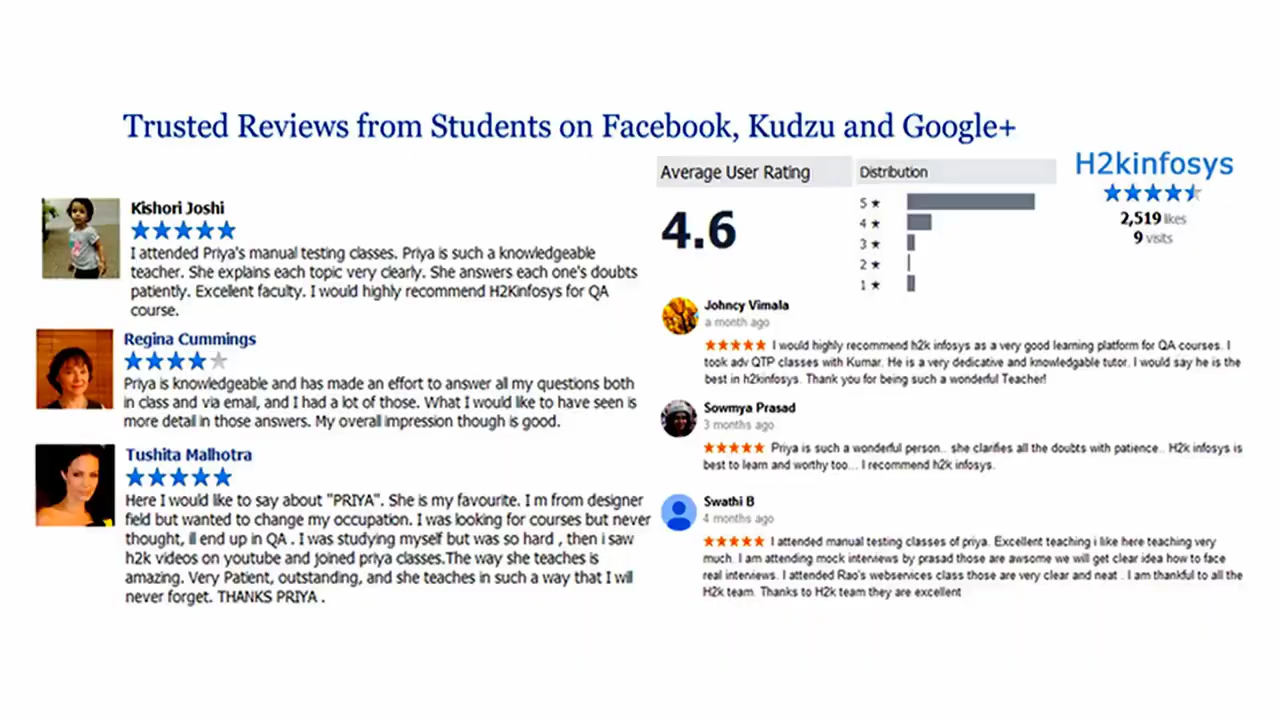 Trusted Reviews from Students on Facebook, Kudzu and Google+
Kishori Joshi
I attended Priya's manual testing classes. Priya is such a knowledgeable
teacher. She explains each topic very clearly. She answers each one's doubts
patiently. Excellent faculty. I would highly recommend H2Kinfosys for QA
course.
Regina Cummings
Priya is knowledgeable and has made an effort to answer all my questions both
in class and via email, and I had a lot of those. What I would like to have seen is
more detail in those answers. My overall impression though is good.
Tushita Malhotra
Here I would like to say about "PRIYA". She is my favourite. I m from designer
field but wanted to change my occupation. I was looking for courses but never
thought, ill end up in QA . I was studying myself but was so hard , then i saw
h2k videos on youtube and joined priya classes.The way she teaches is
amazing. Very Patient, outstanding, and she teaches in such a way that I will
never forget. THANKS PRIYA .
Average User Rating
4.6
Distribution
5 ★
4 ★
3 ★
2 ★
1 ★
H2kinfosys
2,519 likes
9 visits
Johncy Vimala
a month ago
I would highly recommend h2k infosys as a very good learning platform for QA courses. I
took adv QTP classes with Kumar. He is a very dedicative and knowledgable tutor. I would say he is the
best in h2kinfosys. Thank you for being such a wonderful Teacher!
Sowmya Prasad
3 months ago
Priya is such a wonderful person.. she clarifies all the doubts with patience.. H2k infosys is
best to learn and worthy too... I recommend h2k infosys.
Swathi B
4 months ago
I attended manual testing classes of priya. Excellent teaching i like here teaching very
much. I am attending mock interviews by prasad those are awsome we will get clear idea how to face
real interviews. I attended Rao's webservices class those are very clear and neat . I am thankful to all the
H2k team. Thanks to H2k team they are excellent